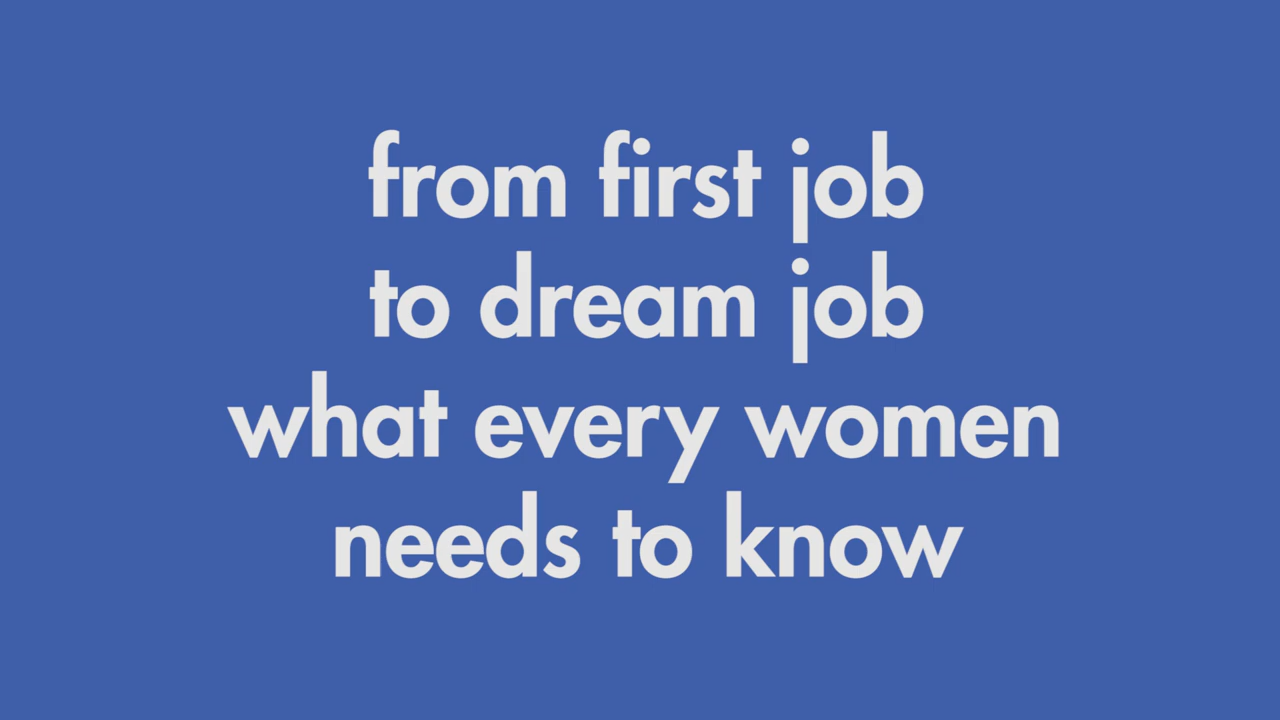 from first job
to dream job
what every women
needs to know